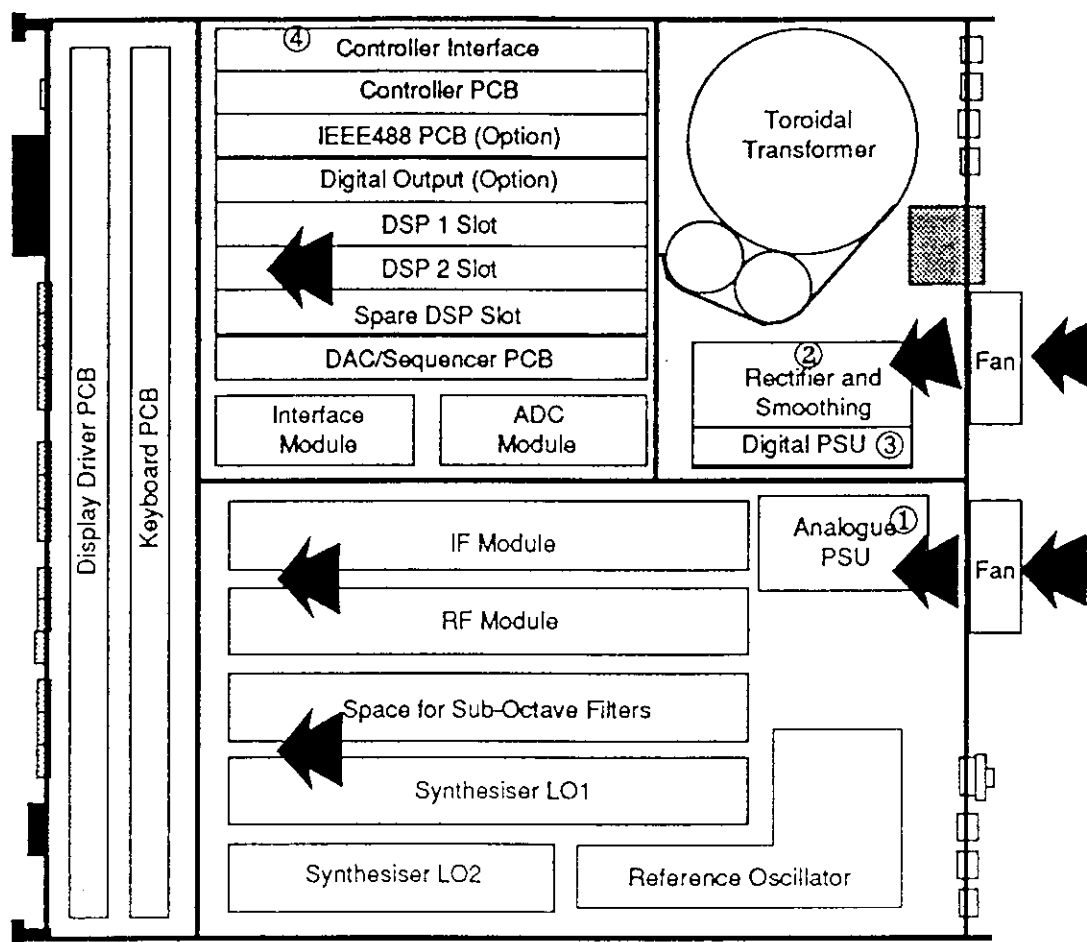 Display Driver PCB
Keyboard PCB
④
Controller Interface
Controller PCB
IEEE488 PCB (Option)
Digital Output (Option)
DSP 1 Slot
DSP 2 Slot
Spare DSP Slot
DAC/Sequencer PCB
Interface
Module
ADC
Module
Toroidal
Transformer
②
Rectifier and
Smoothing
Digital PSU ③
Fan
IF Module
RF Module
Space for Sub-Octave Filters
Synthesiser LO1
Synthesiser LO2
Analogue ①
PSU
Fan
Reference Oscillator